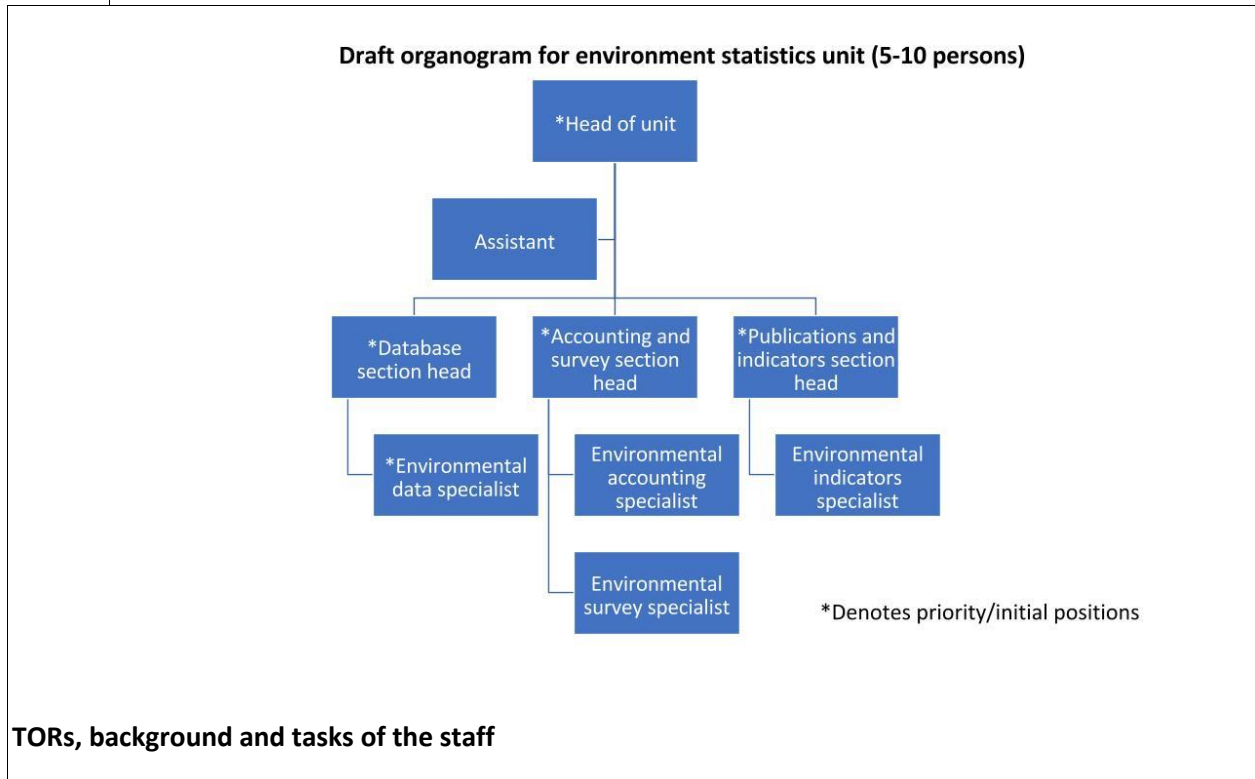 Draft organogram for environment statistics unit (5-10 persons)
*Head of unit
Assistant
*Database
section head
*Accounting and
survey section
head
*Publications and
indicators section
head
*Environmental
data specialist
Environmental
accounting
specialist
Environmental
indicators
specialist
Environmental
survey specialist
*Denotes priority/initial positions
TORs, background and tasks of the staff